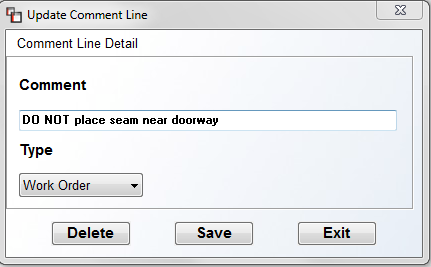 Update Comment Line
Comment Line Detail
Comment
DO NOT place seam near doorway
Type
Work Order
Delete Save Exit